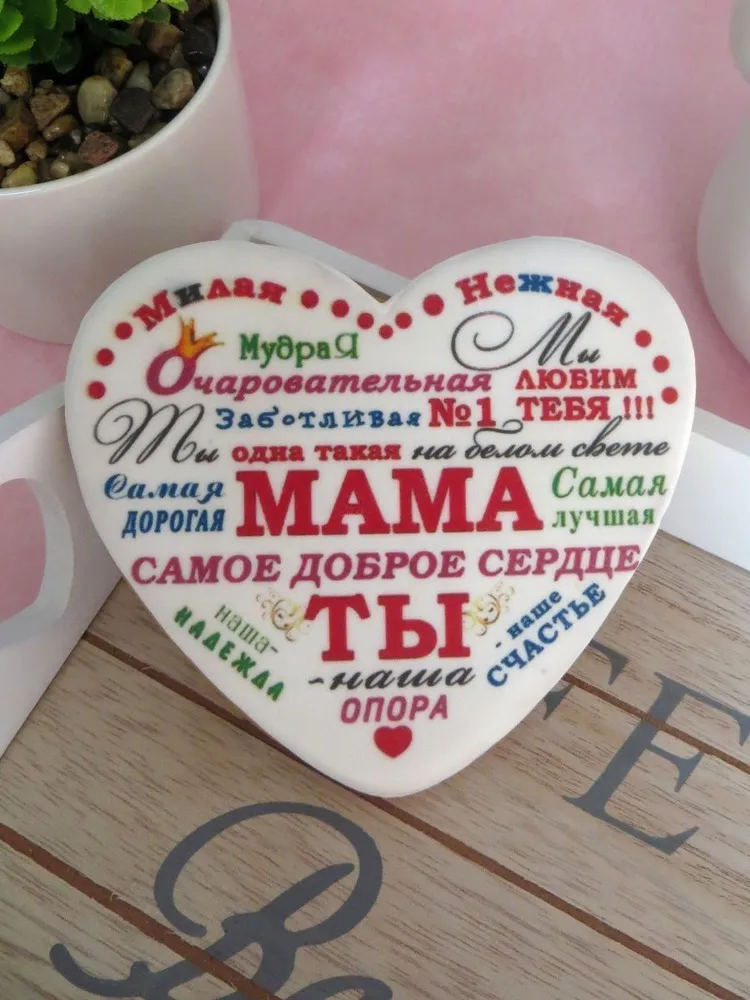 Милая Нежная
МудраЯ Мы
Очаровательная ЛЮБИМ
Заботливая №1 ТЕБЯ !!!
Ты одна такая на белом свете
Самая ДОРОГАЯ МАМА Самая лучшая
САМОЕ ДОБРОЕ СЕРДЦЕ
ТЫ
наша-
НАДЕЖДА
- наше
СЧАСТЬЕ
-наша
ОПОРА